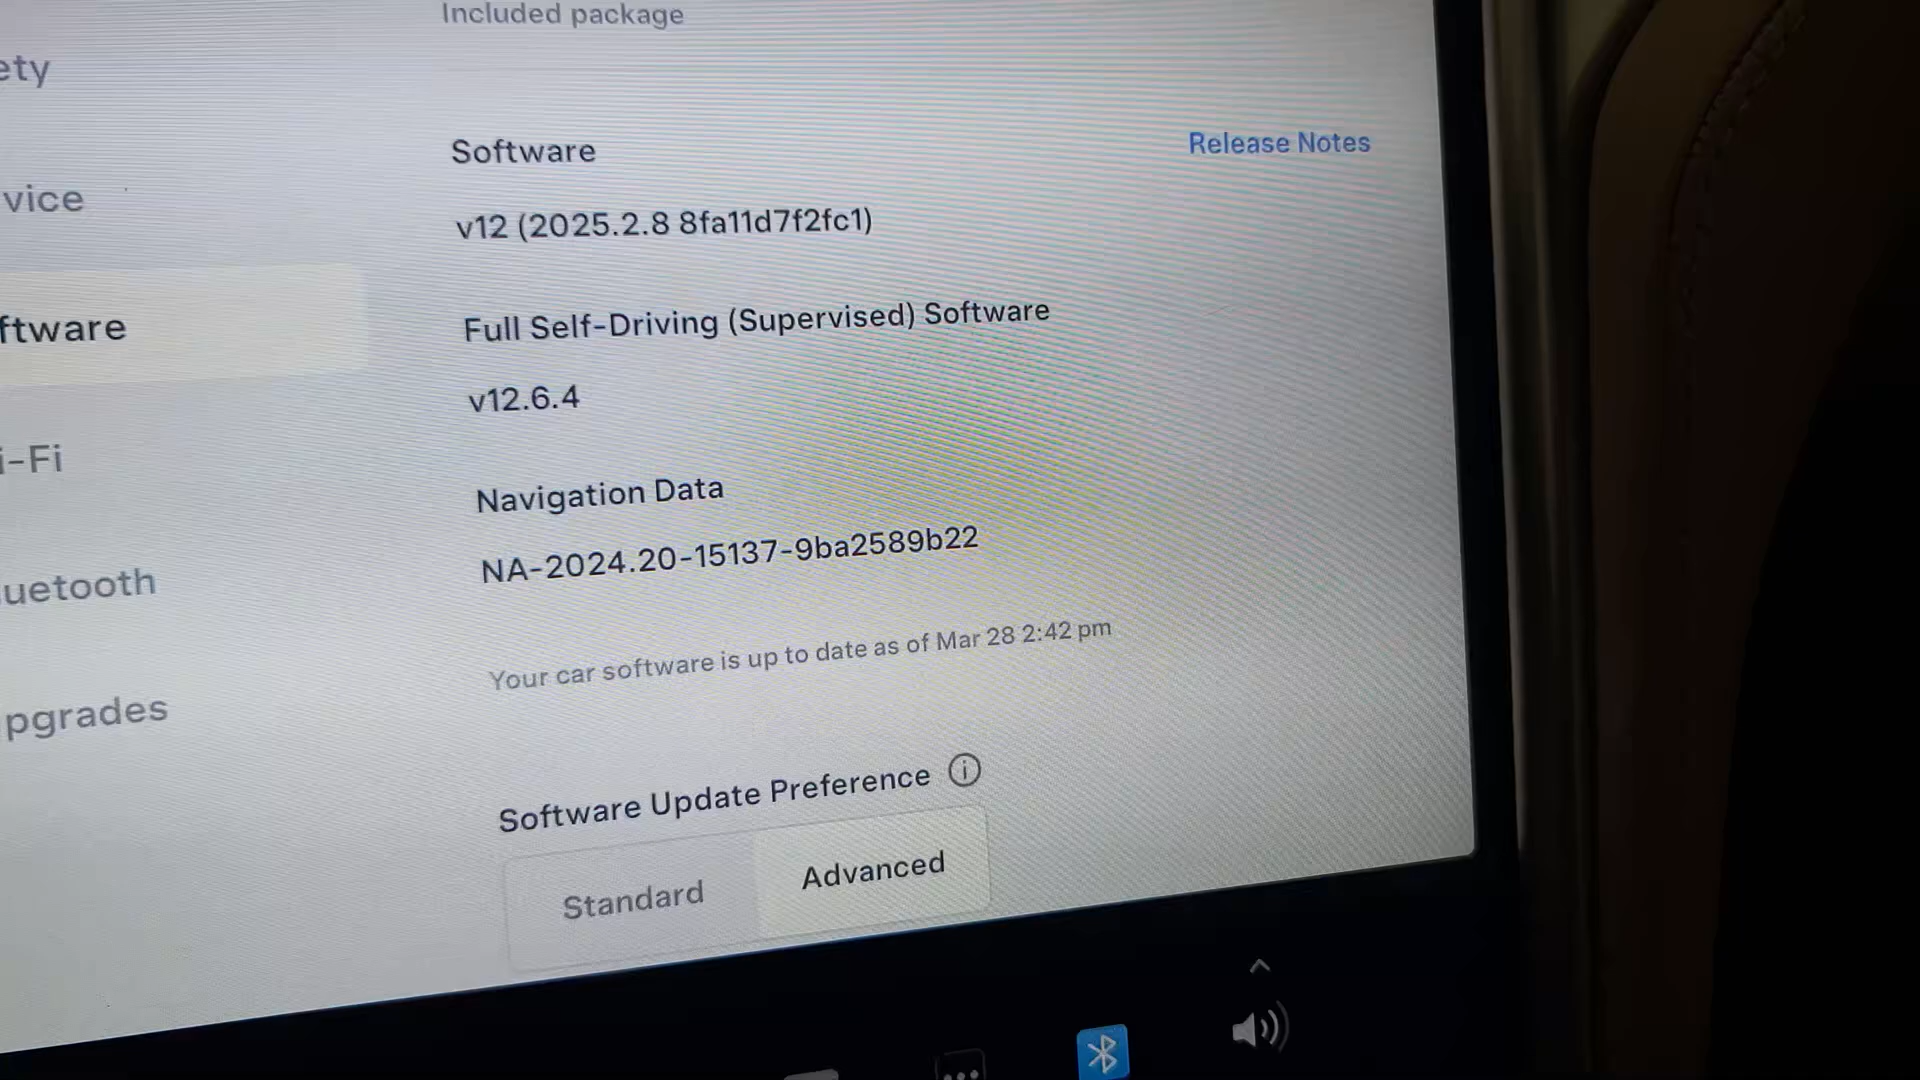 Included package
ety
Software
Release Notes
vice
v12 (2025.2.8 8fa11d7f2fc1)
ftware
Full Self-Driving (Supervised) Software
v12.6.4
i-Fi
Navigation Data
NA-2024.20-15137-9ba2589b22
uetooth
Your car software is up to date as of Mar 28 2:42 pm
pgrades
Software Update Preference
Standard
Advanced